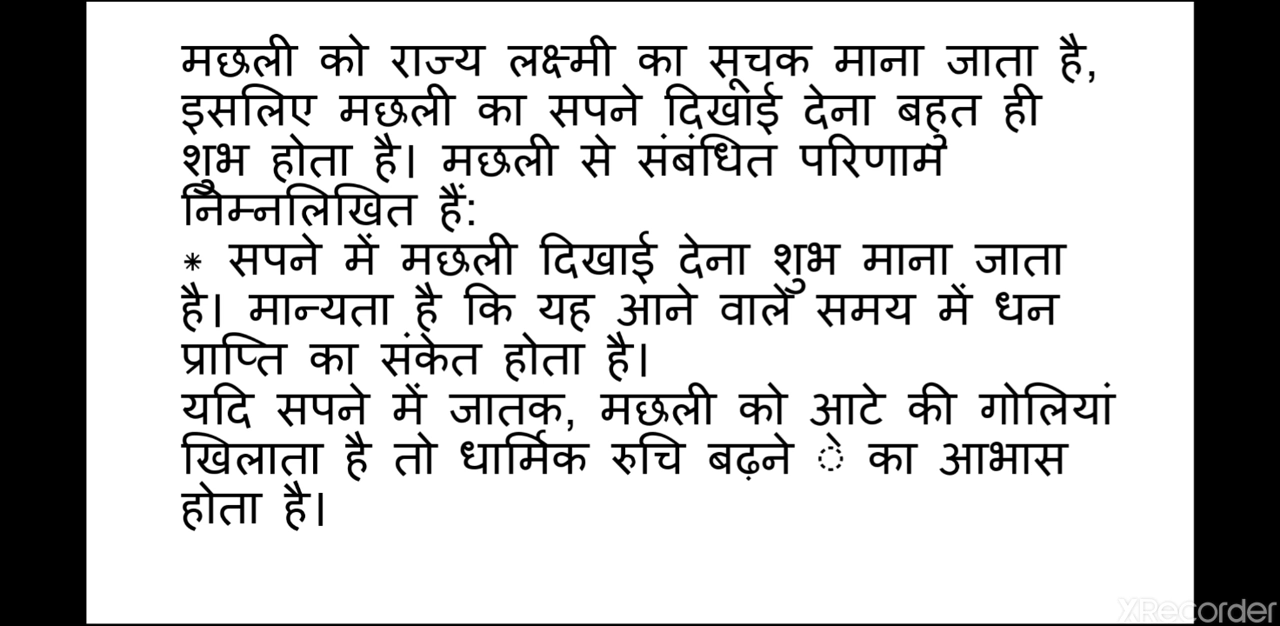 मछली को राज्य लक्ष्मी का सूचक माना जाता है,
इसलिए मछली का सपने दिखाई देना बहुत ही
शुभ होता है। मछली से संबंधित परिणाम
निम्नलिखित हैं:
* सपने में मछली दिखाई देना शुभ माना जाता
है। मान्यता है कि यह आने वाले समय में धन
प्राप्ति का संकेत होता है।
यदि सपने में जातक, मछली को आटे की गोलियां
खिलाता है तो धार्मिक रुचि बढ़ने े का आभास
होता है।
XRecorder